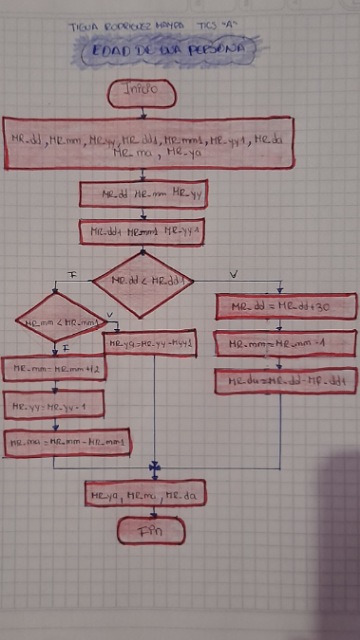 TIGUA RODRIGUEZ MAYRA TICS "A"
EDAD DE UNA PERSONA
Inicio
MR_dd, MR_mm, MR_yy, MR_dd1, MR_mm1, MR_yy1, MR_da
MR_ma, MR_ya
MR_dd MR_mm MR_yy
MR_dd1 MR_mm1 MR_yy1
F
MR_dd < MR_dd1
V
MR_dd = MR_dd+30
MR_mm < MR_mm1
V
MR_ya=MR_yy-Myy1
MR_mm=MR_mm-1
F
MR_mm=MR_mm+12
MR_da=MR_dd-MR_dd1
MR_yy=MR_yy-1
MR_ma=MR_mm-MR_mm1
MR_ya, MR_ma, MR_da
Fin